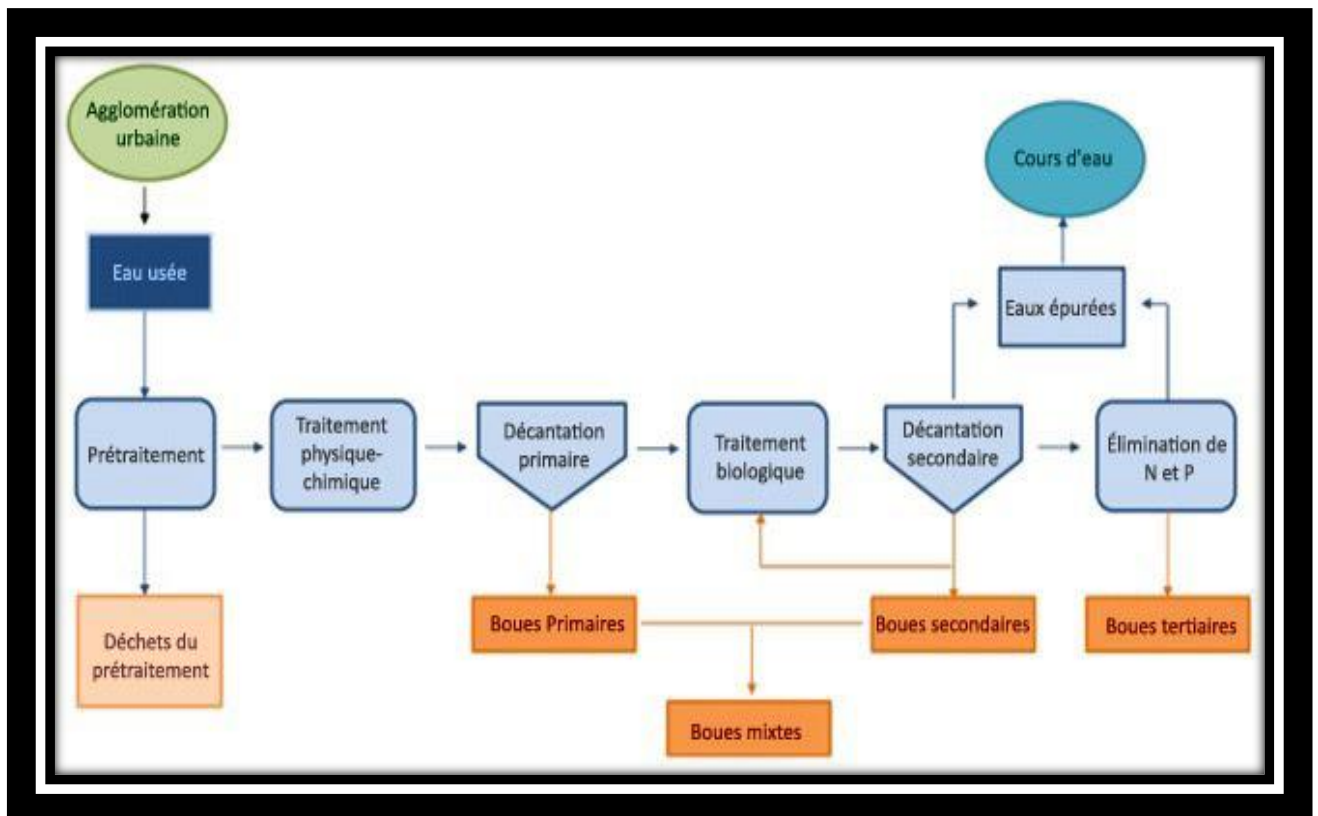 Agglomération
urbaine
Cours d'eau
Eau usée
Eaux épurées
Prétraitement
Traitement
physique-
chimique
Décantation
primaire
Traitement
biologique
Décantation
secondaire
Élimination de
N et P
Déchets du
prétraitement
Boues Primaires
Boues secondaires
Boues tertiaires
Boues mixtes